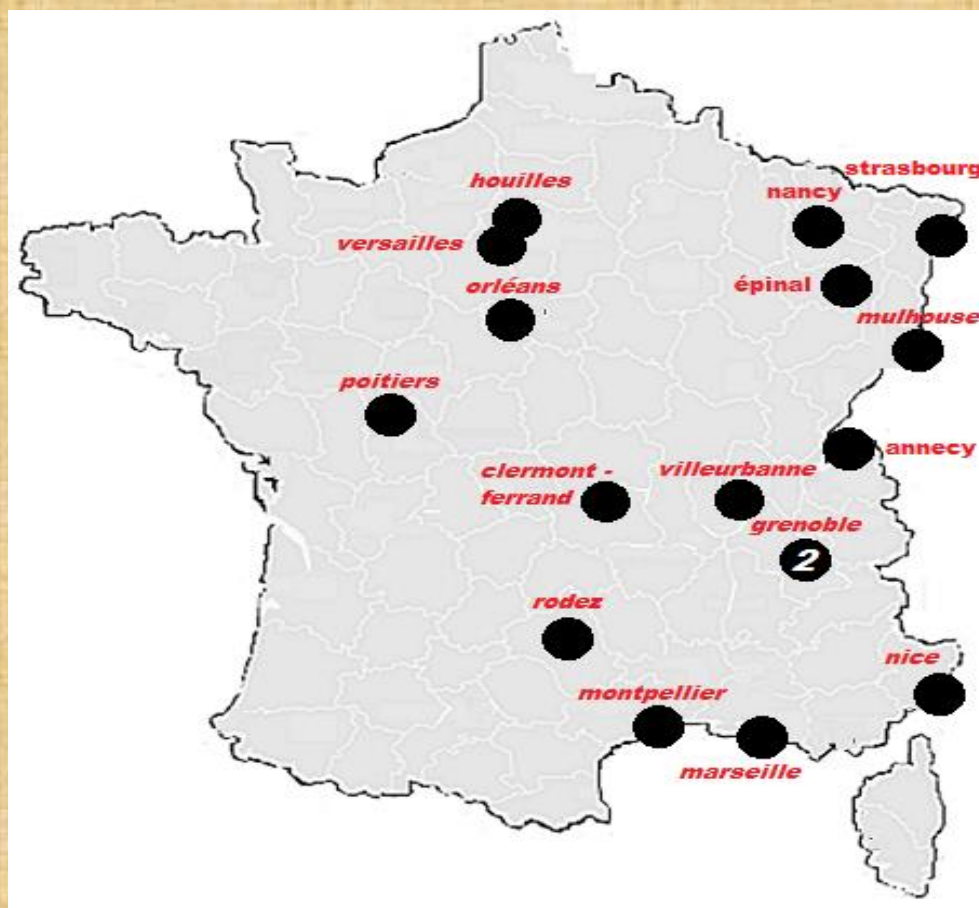 strasbourg
houilles
nancy
versailles
orléans
épinal
mulhouse
poitiers
annecy
clermont -
ferrand
villeurbanne
grenoble
2
rodez
nice
montpellier
marseille